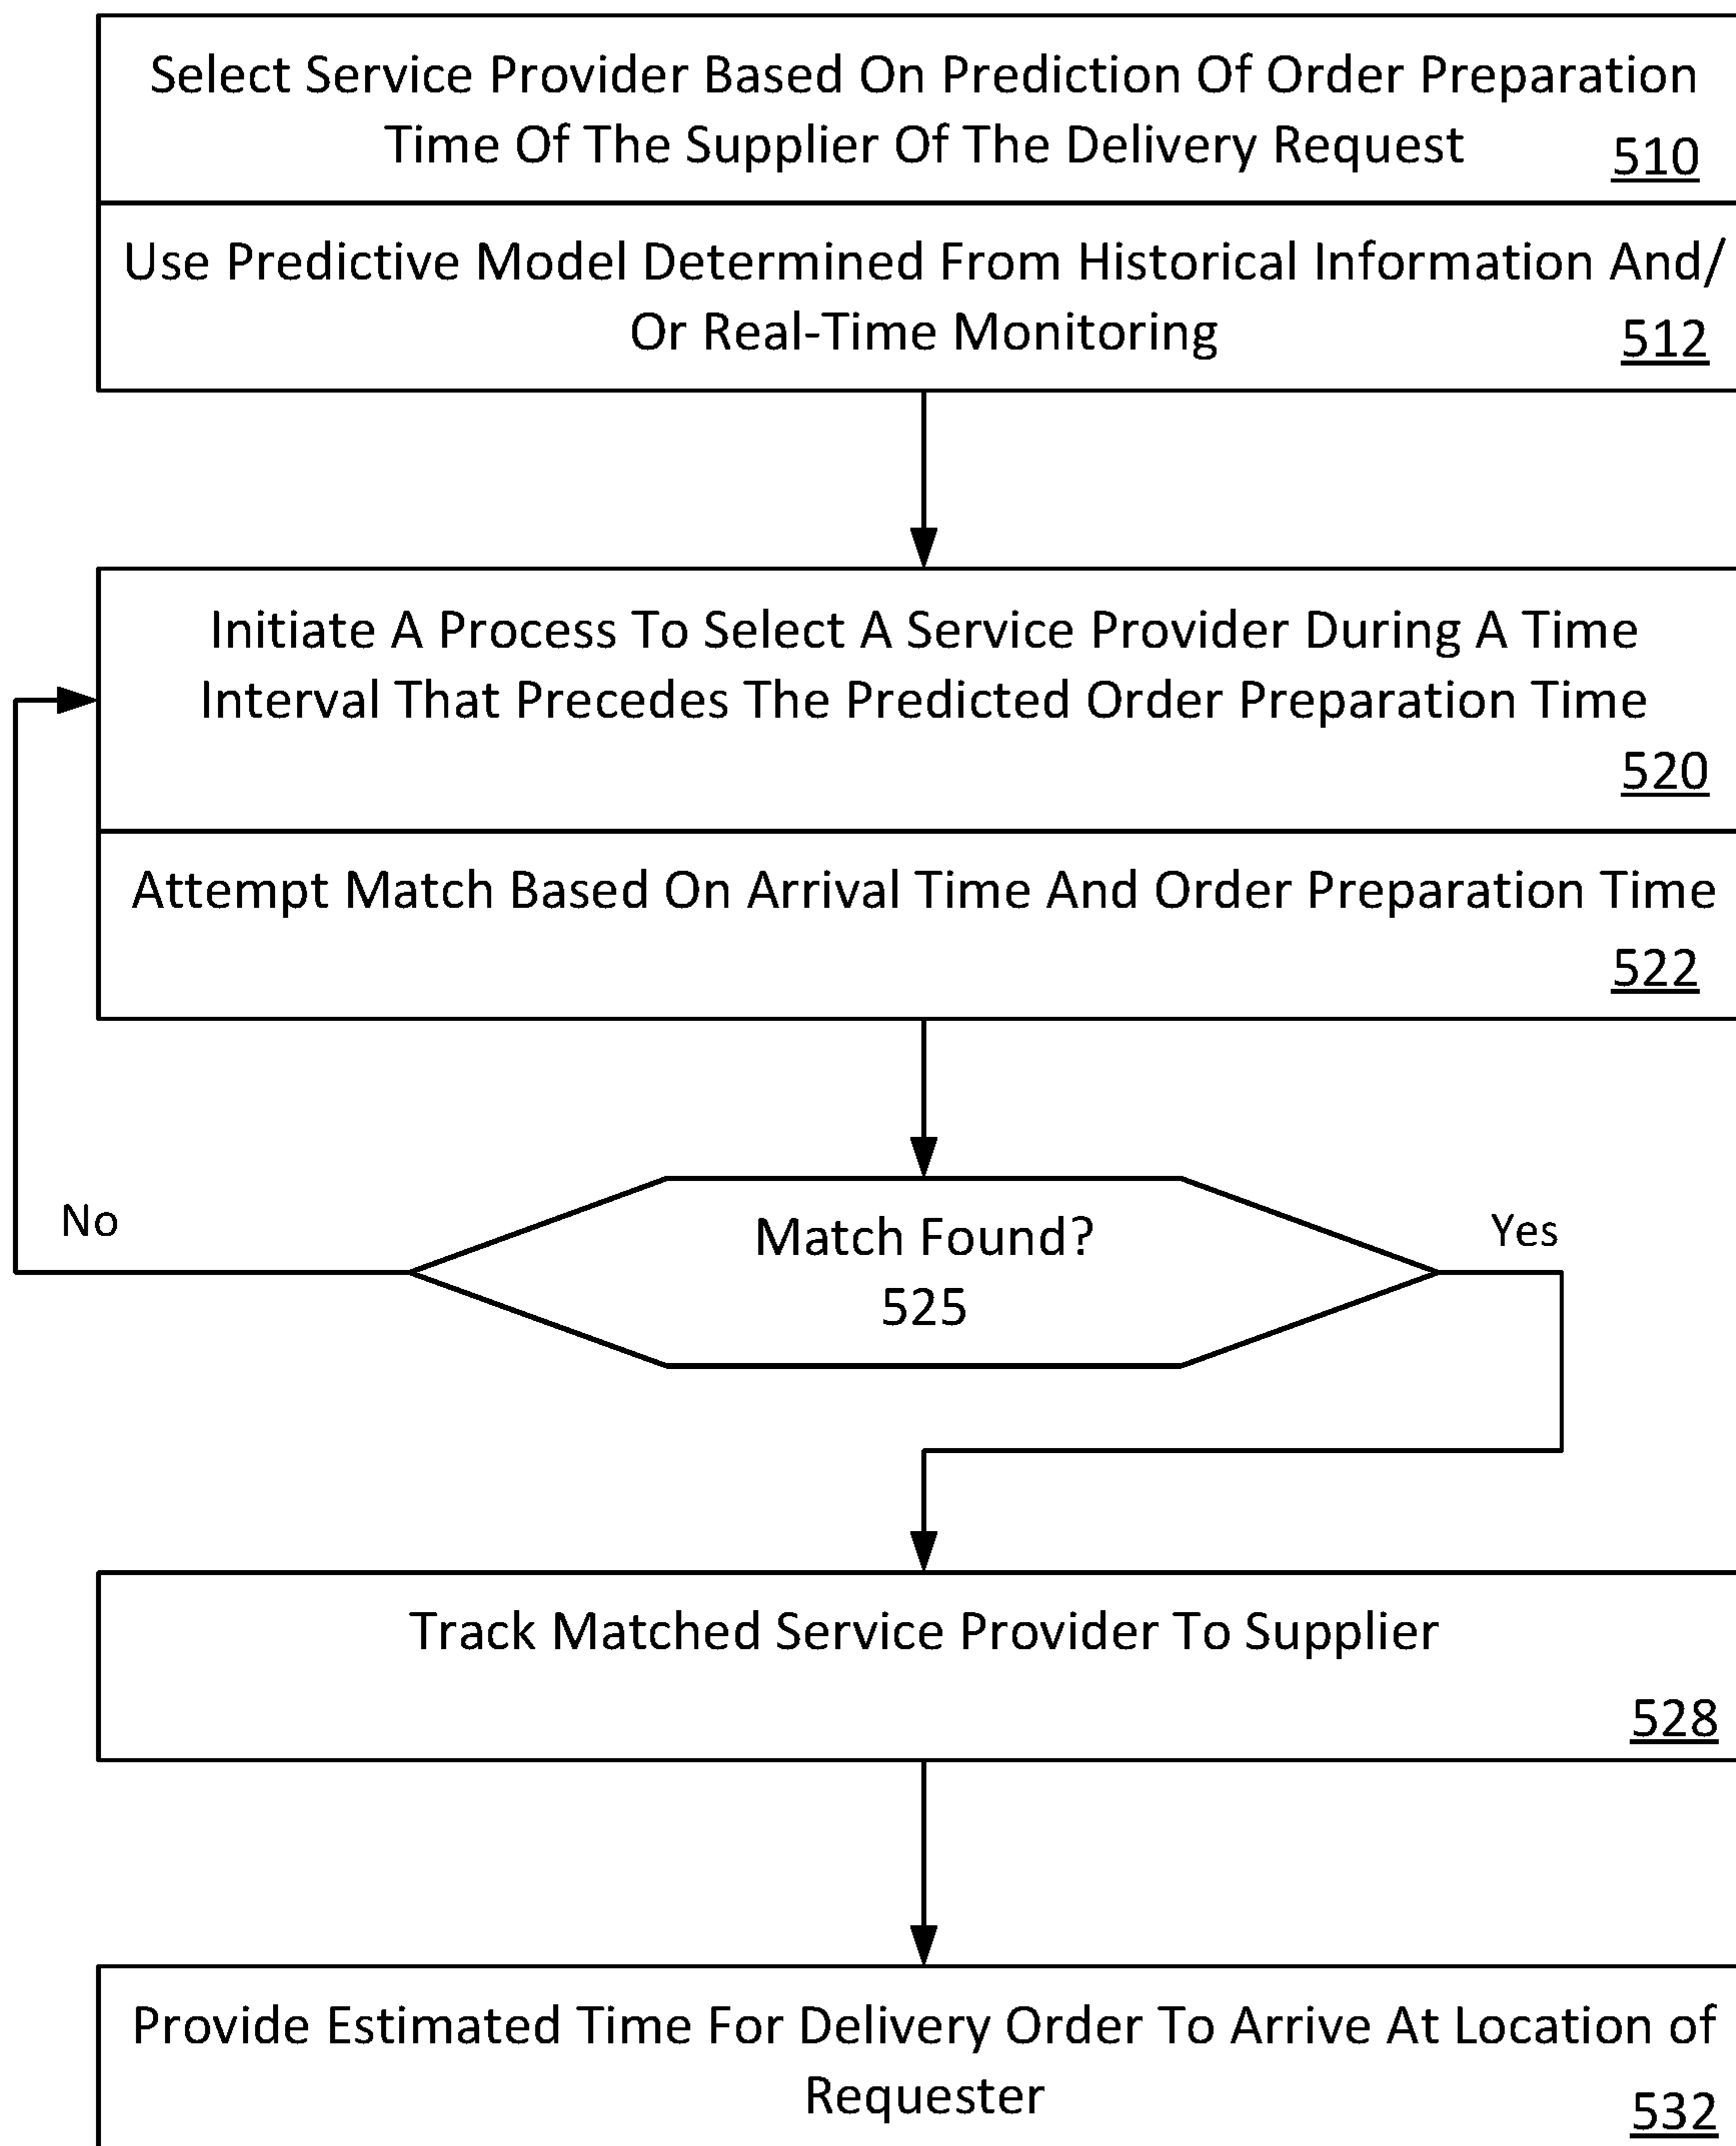 Select Service Provider Based On Prediction Of Order Preparation
Time Of The Supplier Of The Delivery Request
510
Use Predictive Model Determined From Historical Information And/
Or Real-Time Monitoring
512
Initiate A Process To Select A Service Provider During A Time
Interval That Precedes The Predicted Order Preparation Time
520
Attempt Match Based On Arrival Time And Order Preparation Time
522
No
Match Found?
Yes
525
Track Matched Service Provider To Supplier
528
Provide Estimated Time For Delivery Order To Arrive At Location of
Requester
532